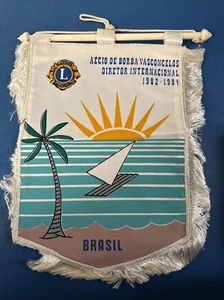 L
AECIO DE BORBA VASCONCELOS
DIRETOR INTERNACIONAL
1982-1984
BRASIL